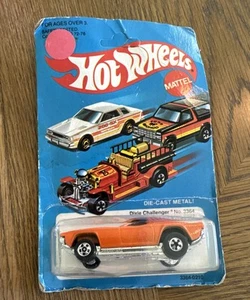 FOR AGES OVER 3
Hot Wheels
MATTEL
DIE-CAST METAL!
Dixie Challenger No. 3364